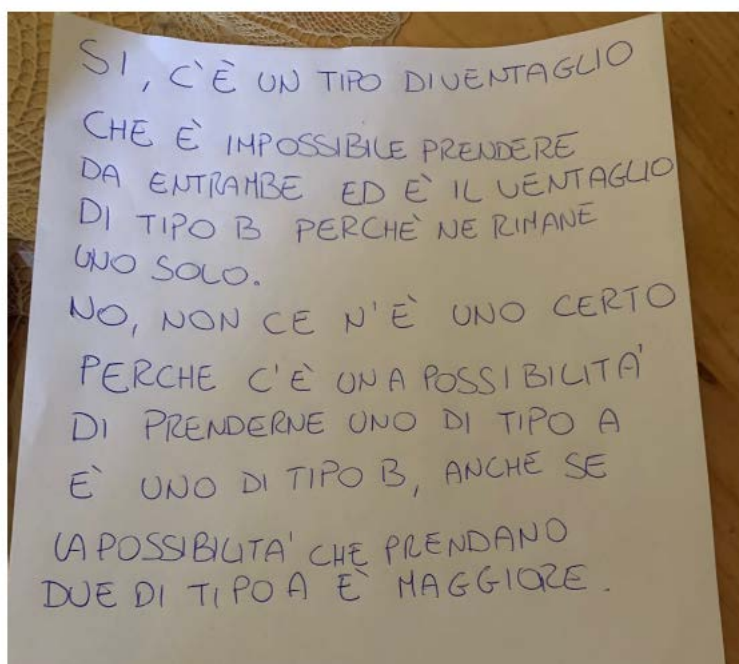 SI, C'È UN TIPO DI VENTAGLIO
CHE È IMPOSSIBILE PRENDERE
DA ENTRAMBE ED È IL VENTAGLIO
DI TIPO B PERCHÈ NE RIMANE
UNO SOLO.
NO, NON CE N'È UNO CERTO
PERCHE C'È UNA POSSIBILITA'
DI PRENDERNE UNO DI TIPO A
E' UNO DI TIPO B, ANCHE SE
LA POSSIBILITA' CHE PRENDANO
DUE DI TIPO A È MAGGIORE.